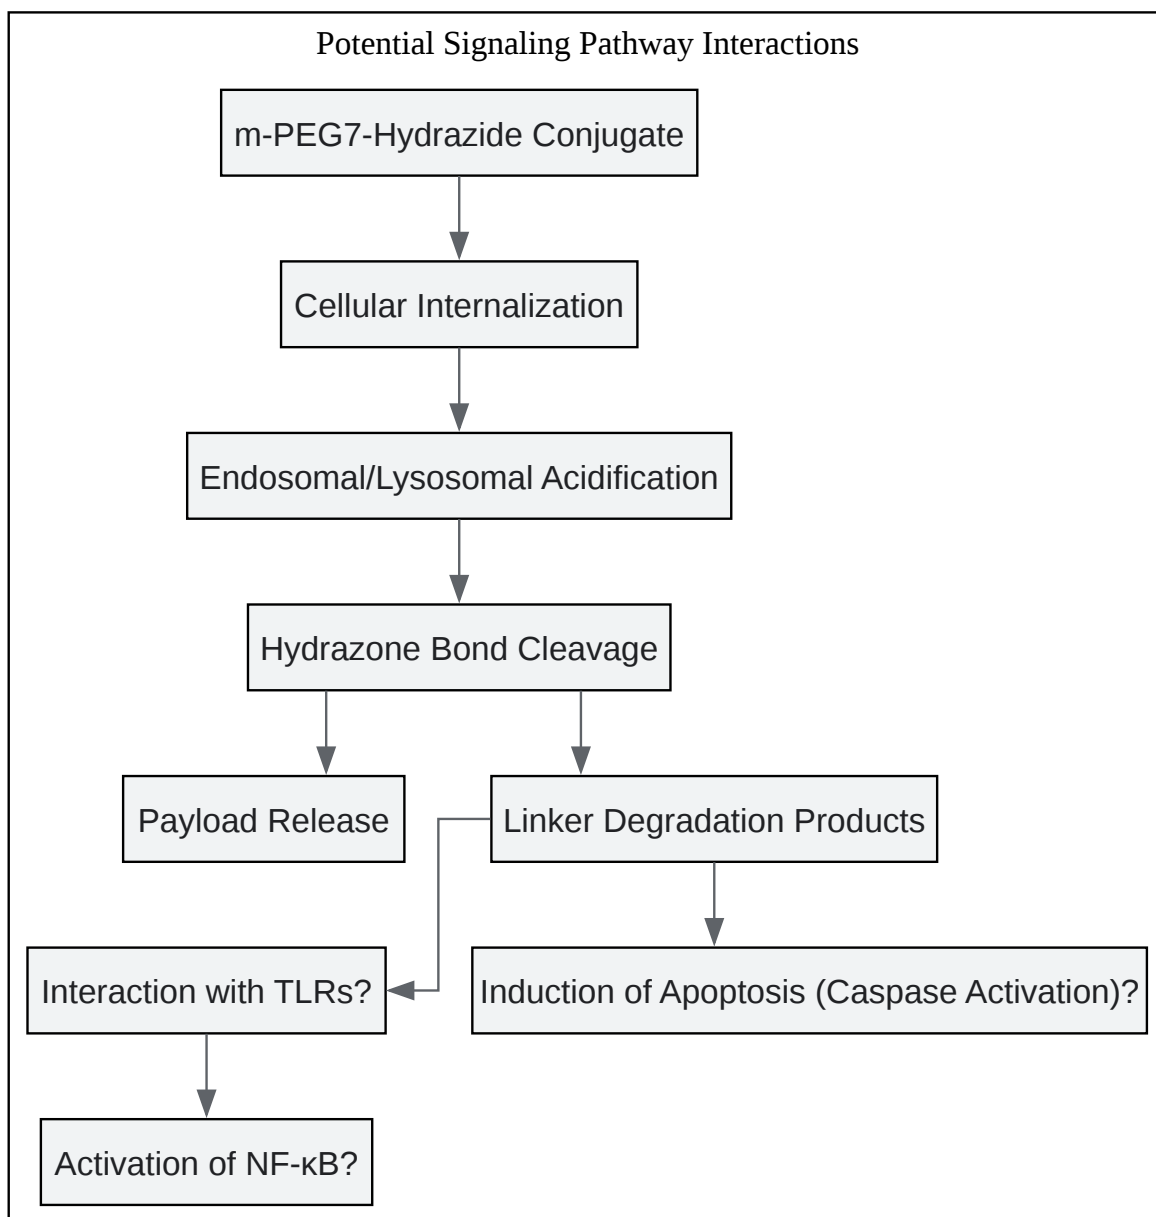 Potential Signaling Pathway Interactions
m-PEG7-Hydrazide Conjugate
Cellular Internalization
Endosomal/Lysosomal Acidification
Hydrazone Bond Cleavage
Payload Release
Linker Degradation Products
Interaction with TLRs?
Induction of Apoptosis (Caspase Activation)?
Activation of NF-κB?